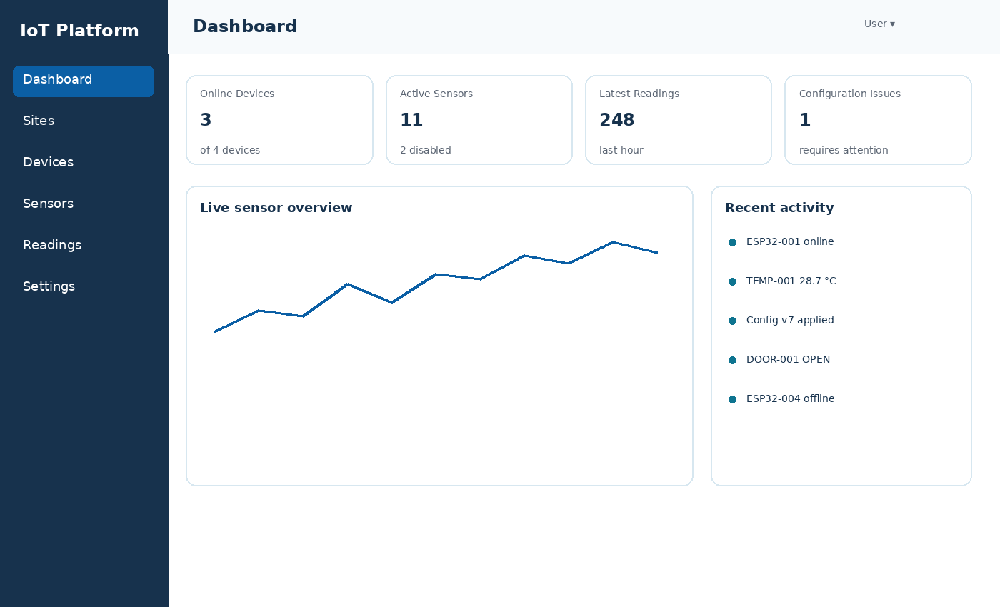 IoT Platform
Dashboard
Sites
Devices
Sensors
Readings
Settings
Dashboard
User ▾
Online Devices
3
of 4 devices
Active Sensors
11
2 disabled
Latest Readings
248
last hour
Configuration Issues
1
requires attention
Live sensor overview
Recent activity
ESP32-001 online
TEMP-001 28.7 °C
Config v7 applied
DOOR-001 OPEN
ESP32-004 offline